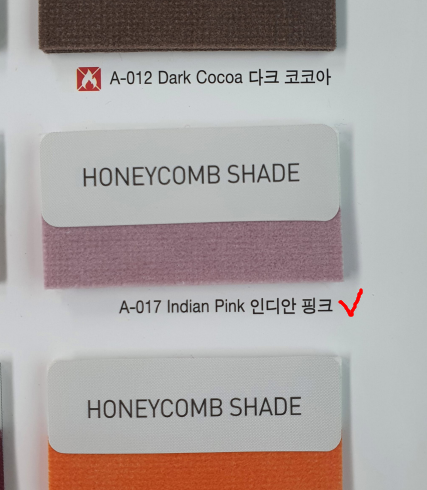 A-012 Dark Cocoa 다크 코코아
HONEYCOMB SHADE
A-017 Indian Pink 인디안 핑크
HONEYCOMB SHADE